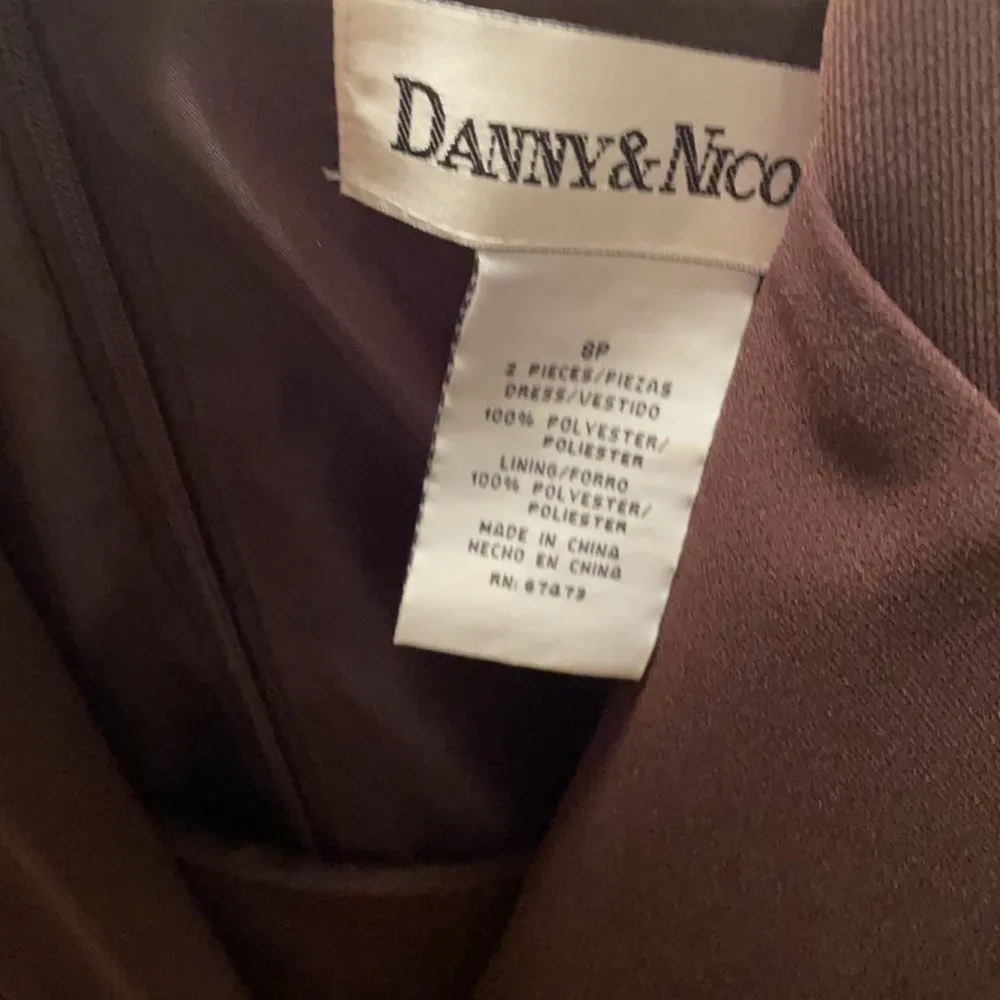 DANNY&NICO
8P
2 PIECES/PIEZAS
DRESS/VESTIDO
100% POLYESTER/
POLIESTER
LINING/FORRO
100% POLYESTER/
POLIESTER
MADE IN CHINA
HECHO EN CHINA
RN: